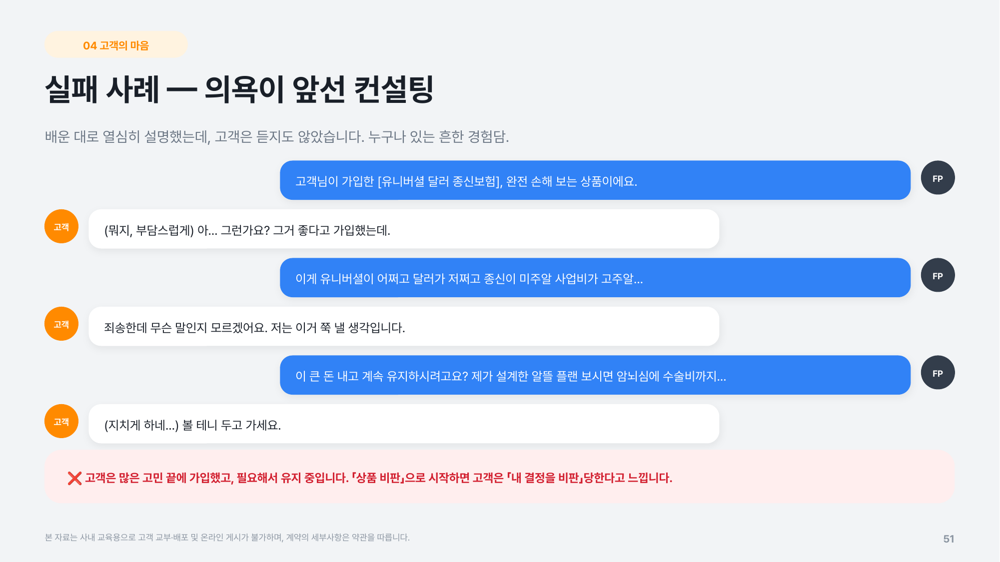 04 고객의 마음
실패 사례 — 의욕이 앞선 컨설팅
배운 대로 열심히 설명했는데, 고객은 듣지도 않았습니다. 누구나 있는 흔한 경험담.
고객님이 가입한 [유니버셜 달러 종신보험], 완전 손해 보는 상품이에요.
FP
고객
(뭐지, 부담스럽게) 아... 그런가요? 그거 좋다고 가입했는데.
이게 유니버셜이 어쩌고 달러가 저쩌고 종신이 미주알 사업비가 고주알...
FP
고객
죄송한데 무슨 말인지 모르겠어요. 저는 이거 쭉 낼 생각입니다.
이 큰 돈 내고 계속 유지하시려고요? 제가 설계한 알뜰 플랜 보시면 암뇌심에 수술비까지...
FP
고객
(지치게 하네...) 볼 테니 두고 가세요.
❌ 고객은 많은 고민 끝에 가입했고, 필요해서 유지 중입니다. 「상품 비판」으로 시작하면 고객은 「내 결정을 비판」당한다고 느낍니다.
본 자료는 사내 교육용으로 고객 교부·배포 및 온라인 게시가 불가하며, 계약의 세부사항은 약관을 따릅니다.
51